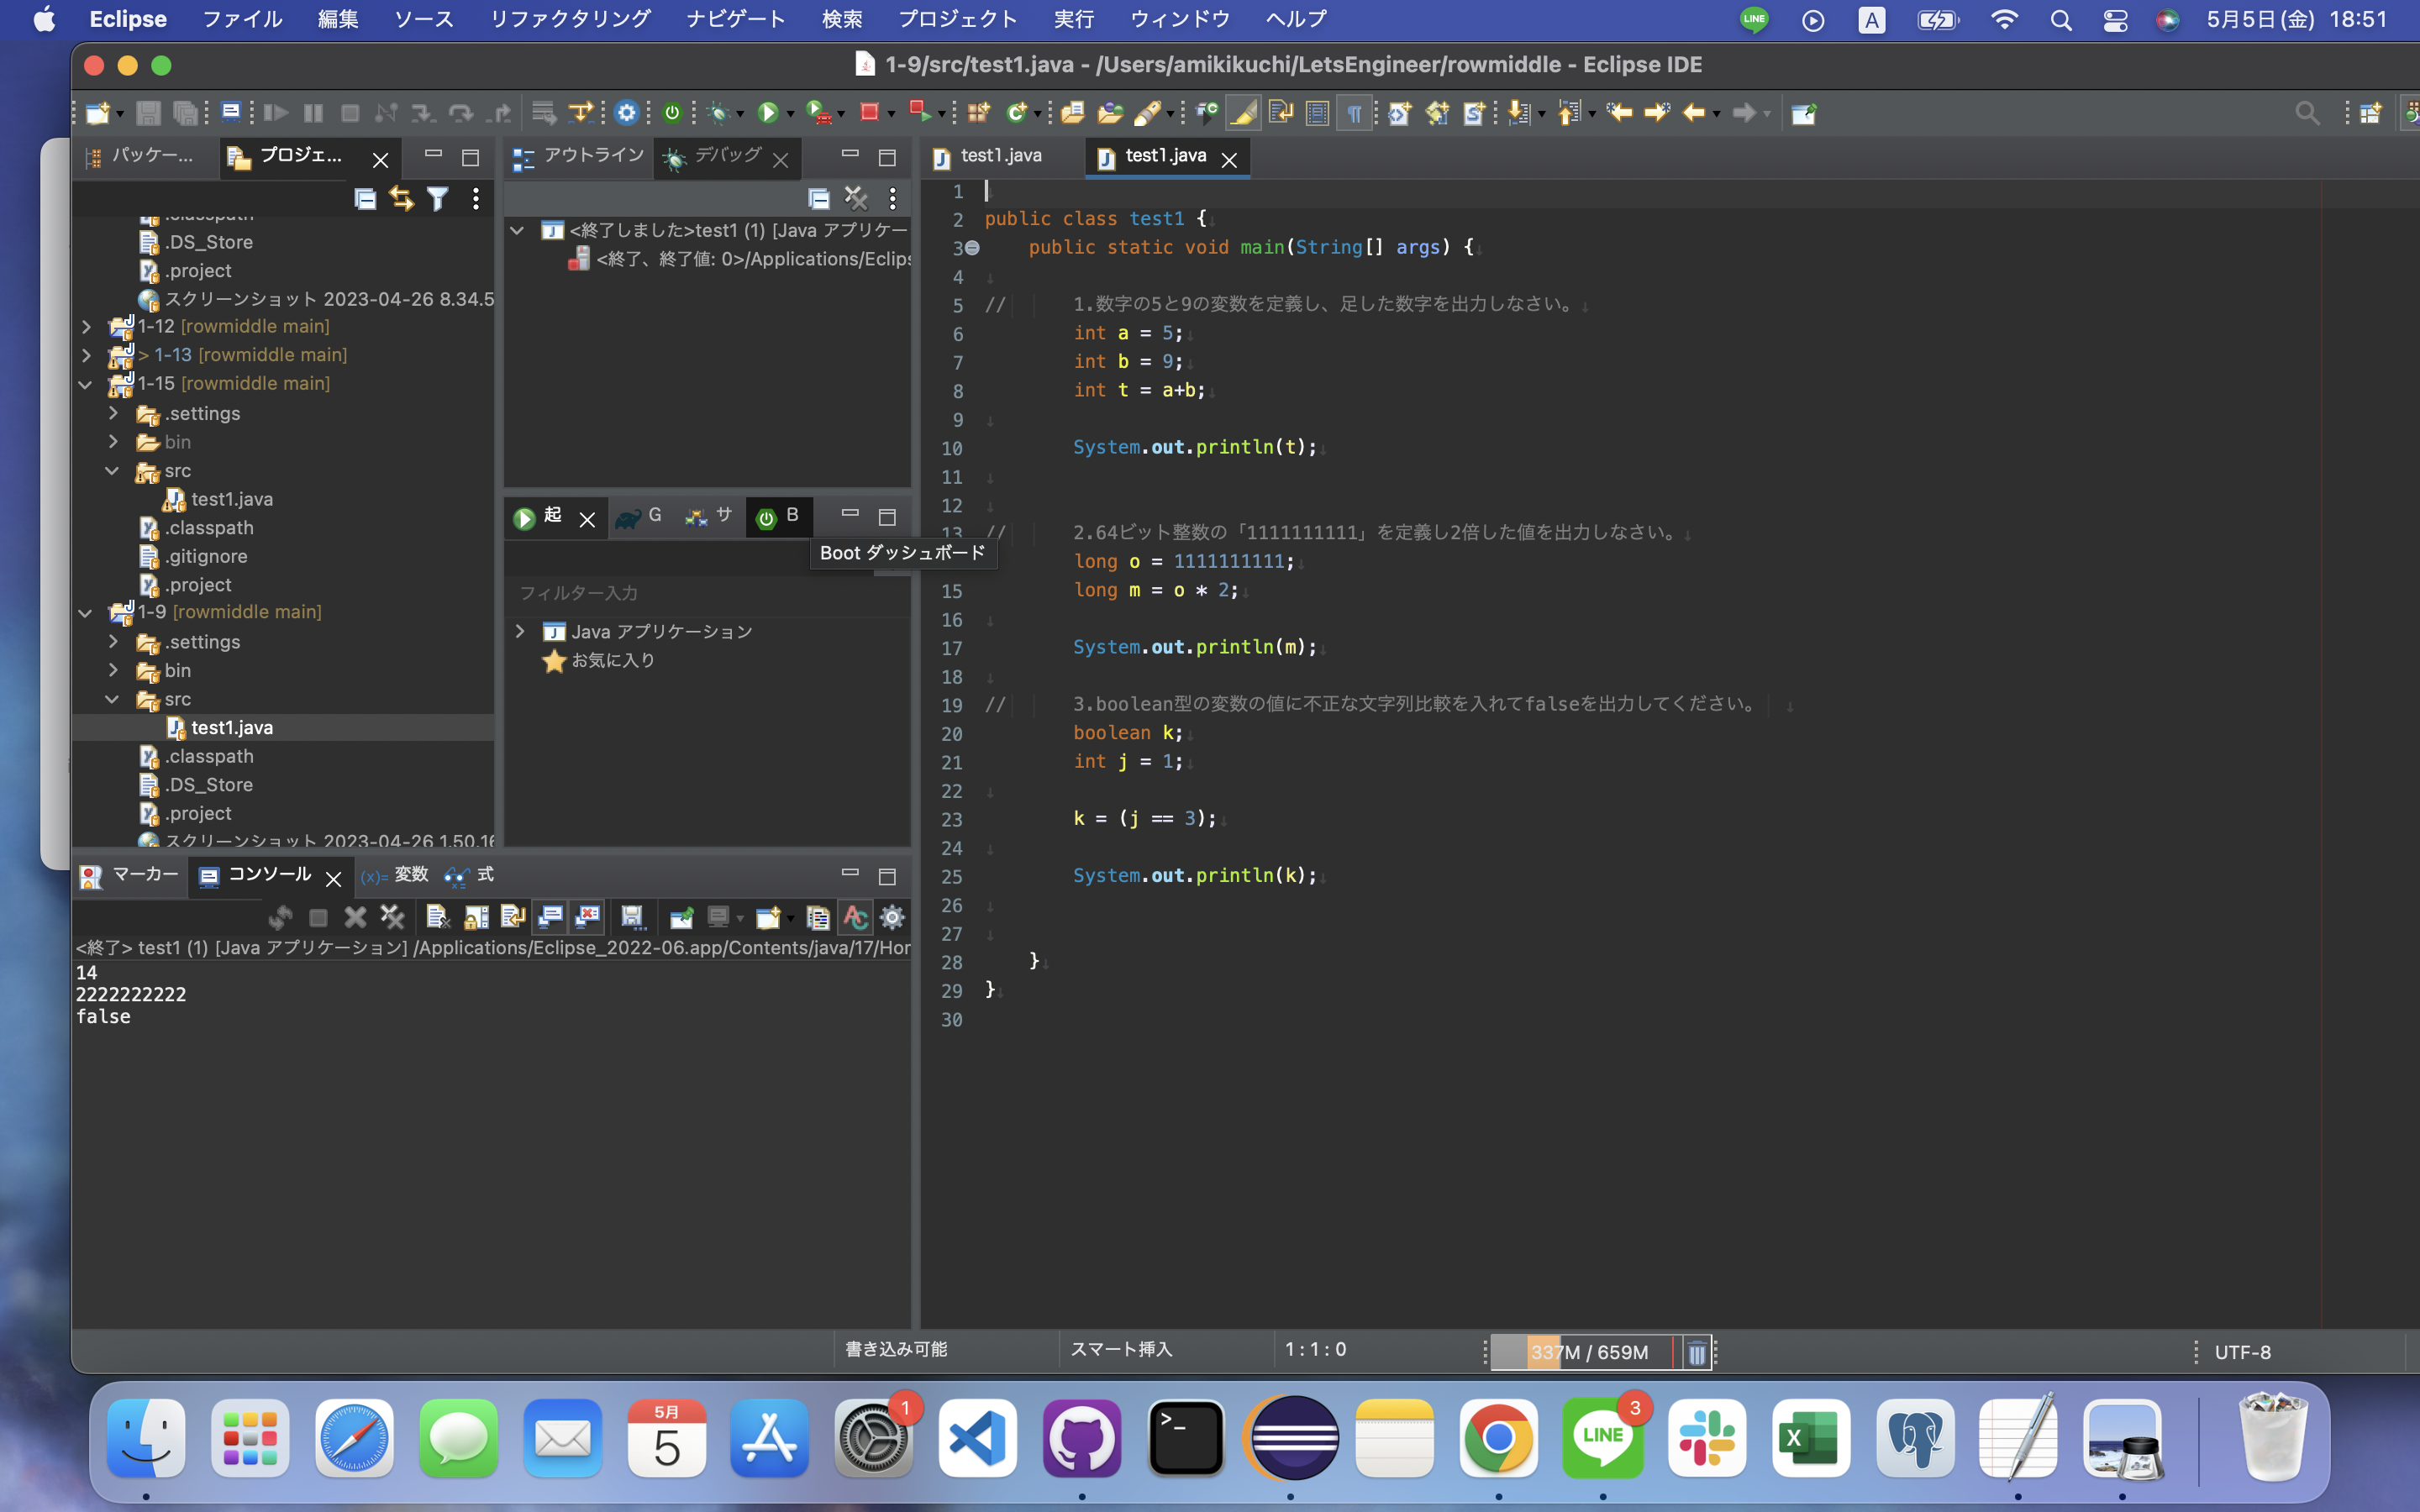 Eclipse ファイル 編集 ソース リファクタリング ナビゲート 検索 プロジェクト 実行 ウィンドウ ヘルプ LINE A 5月5日(金) 18:51
1-9/src/test1.java - /Users/amikikuchi/LetsEngineer/rowmiddle - Eclipse IDE
パッケー... プロジェ...
.DS_Store
.project
スクリーンショット 2023-04-26 8.34.5
1-12 [rowmiddle main]
> 1-13 [rowmiddle main]
1-15 [rowmiddle main]
.settings
bin
src
test1.java
.classpath
.gitignore
.project
1-9 [rowmiddle main]
.settings
bin
src
test1.java
.classpath
.DS_Store
.project
スクリーンショット 2023-04-26 1.50.16
アウトライン デバッグ
<終了しました>test1 (1) [Java アプリケー
<終了、終了値: 0>/Applications/Eclips
起 G サ B
Boot ダッシュボード
フィルター入力
Java アプリケーション
お気に入り
マーカー コンソール (x)= 変数 式
<終了> test1 (1) [Java アプリケーション] /Applications/Eclipse_2022-06.app/Contents/java/17/Hor
14
2222222222
false
test1.java test1.java
1
2 public class test1 {
3 public static void main(String[] args) {
4
5 // 1.数字の5と9の変数を定義し、足した数字を出力しなさい。
6 int a = 5;
7 int b = 9;
8 int t = a+b;
9
10 System.out.println(t);
11
12
13 // 2.64ビット整数の「1111111111」を定義し2倍した値を出力しなさい。
long o = 1111111111;
15 long m = o * 2;
16
17 System.out.println(m);
18
19 // 3.boolean型の変数の値に不正な文字列比較を入れてfalseを出力してください。
20 boolean k;
21 int j = 1;
22
23 k = (j == 3);
24
25 System.out.println(k);
26
27
28 }
29 }
30
書き込み可能 スマート挿入 1 : 1 : 0 337M / 659M UTF-8
5月
5
1
LINE
3
X